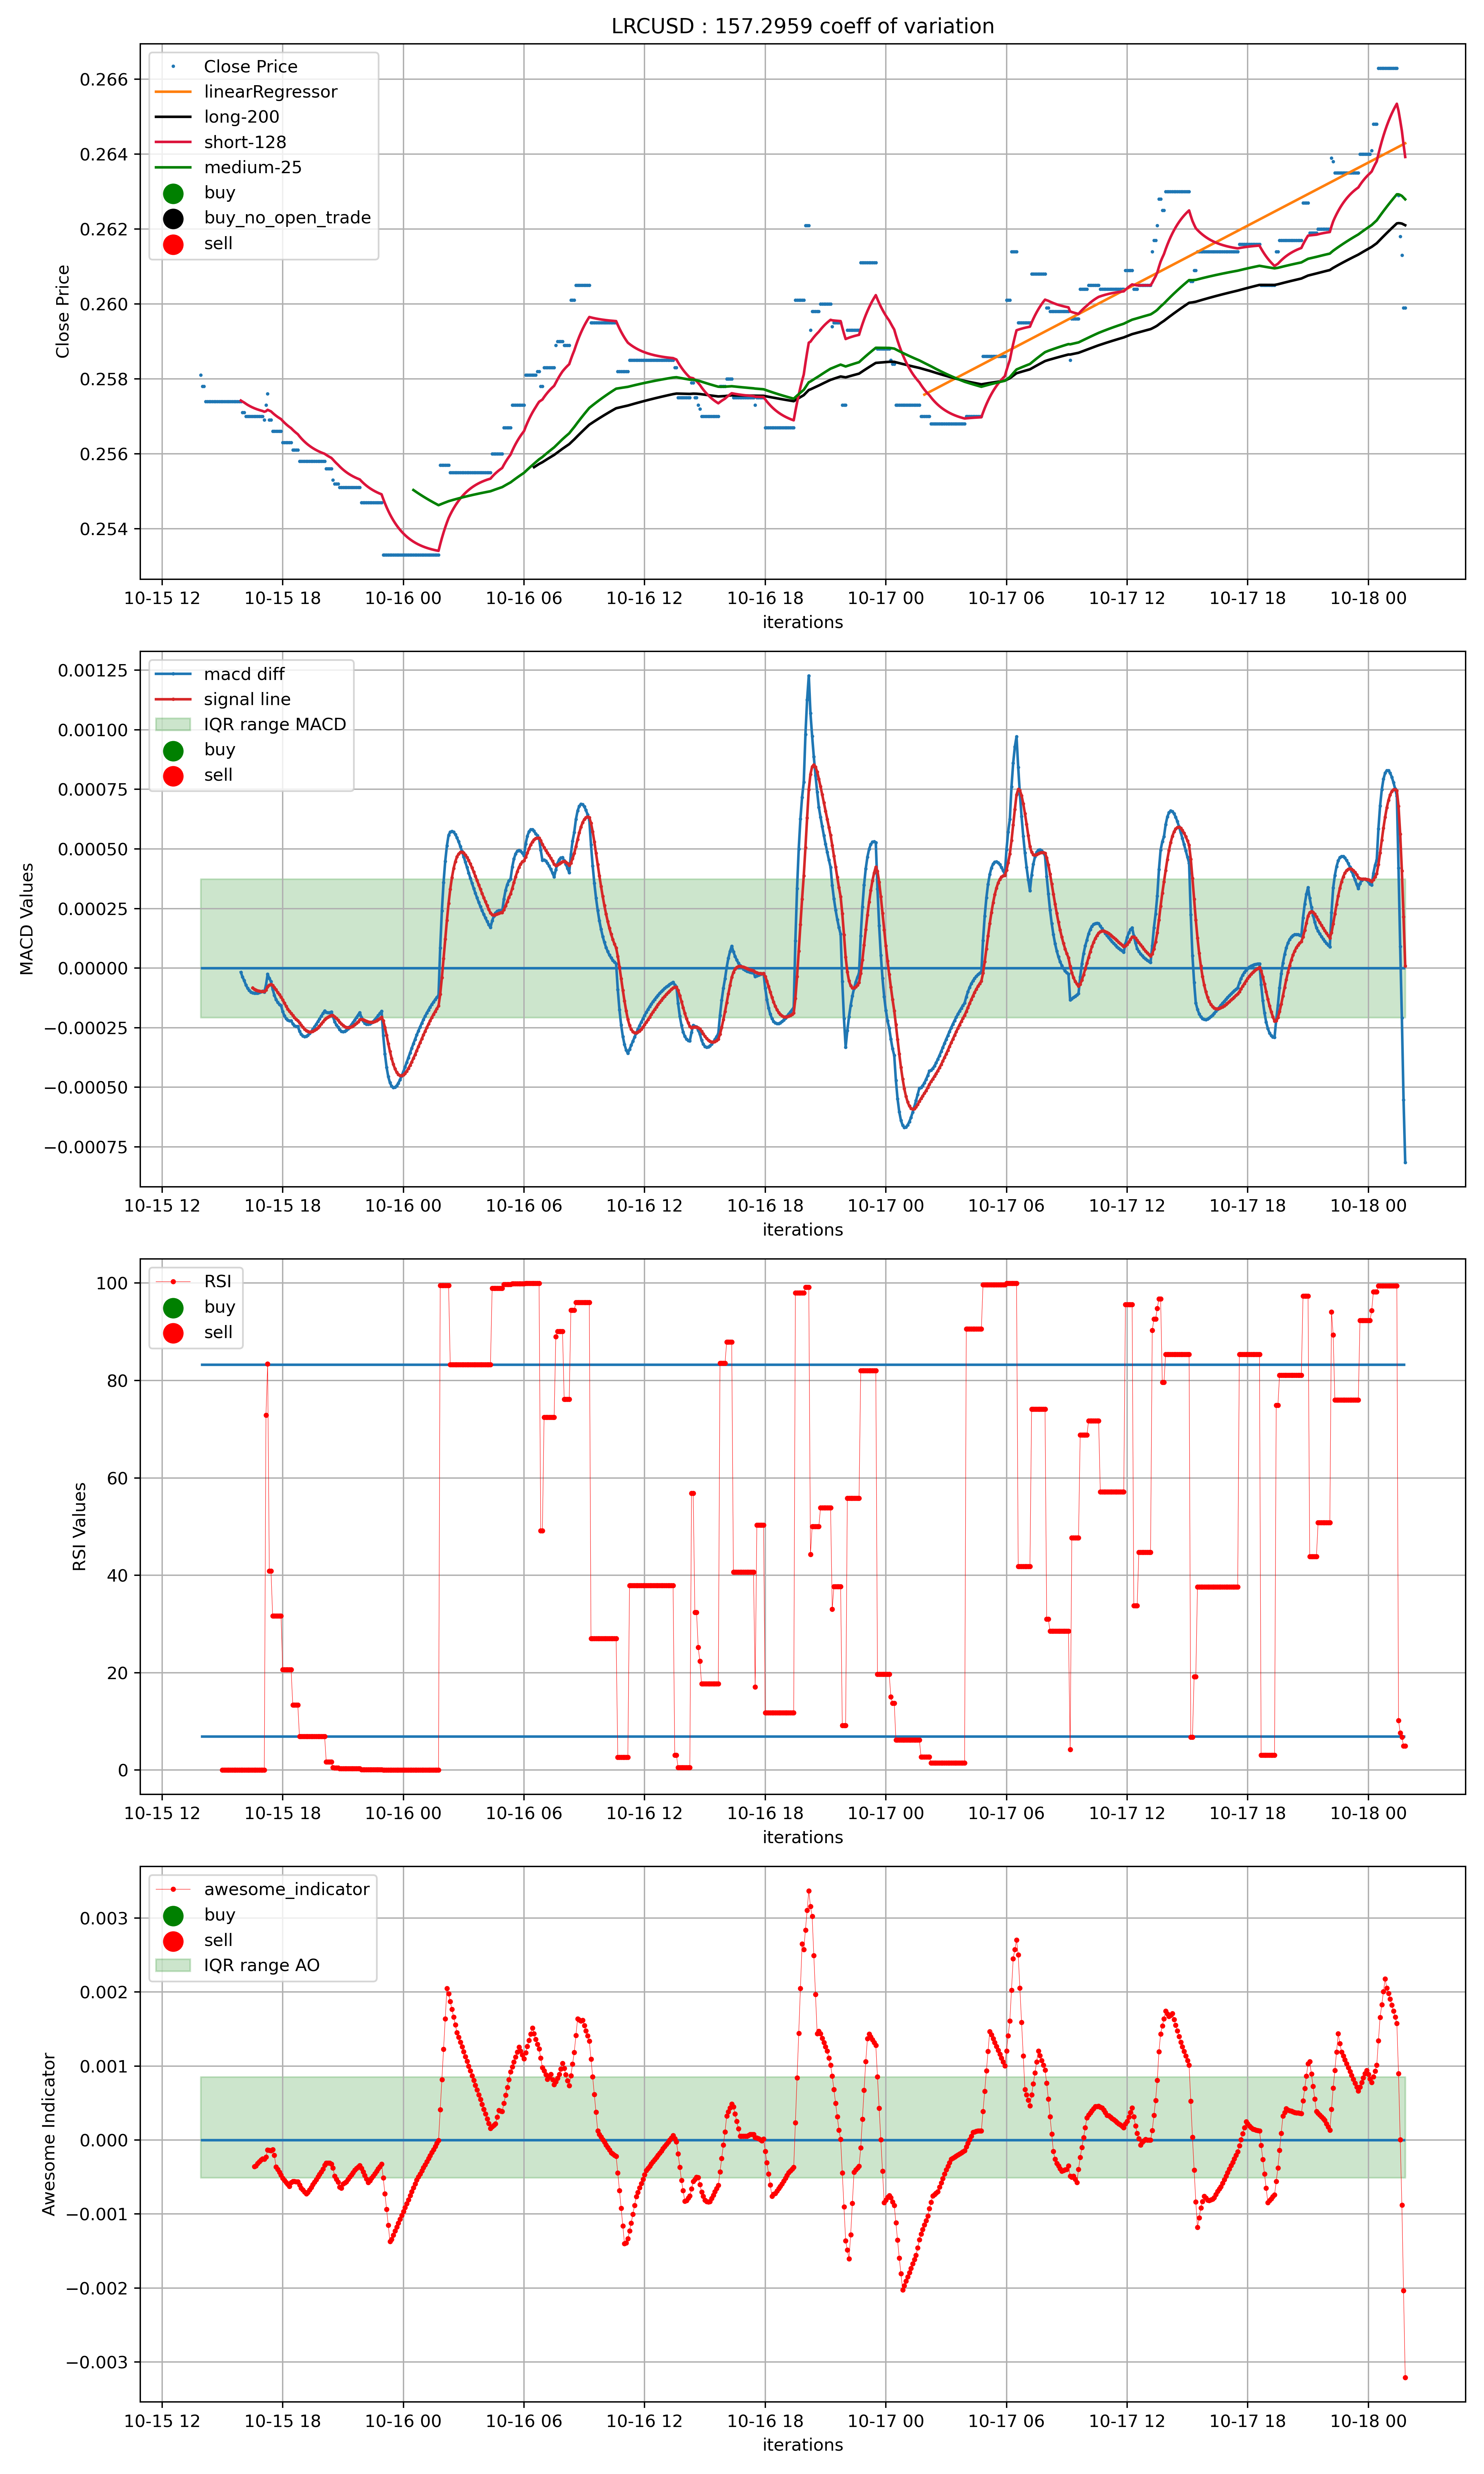 LRCUSD : 157.2959 coeff of variation
Close Price
0.266
0.264
0.262
0.260
0.258
0.256
0.254
Close Price
linearRegressor
long-200
short-128
medium-25
buy
buy_no_open_trade
sell
10-15 12 10-15 18 10-16 00 10-16 06 10-16 12 10-16 18 10-17 00 10-17 06 10-17 12 10-17 18 10-18 00
iterations
MACD Values
0.00125
0.00100
0.00075
0.00050
0.00025
0.00000
−0.00025
−0.00050
−0.00075
macd diff
signal line
IQR range MACD
buy
sell
10-15 12 10-15 18 10-16 00 10-16 06 10-16 12 10-16 18 10-17 00 10-17 06 10-17 12 10-17 18 10-18 00
iterations
RSI Values
100
80
60
40
20
0
RSI
buy
sell
10-15 12 10-15 18 10-16 00 10-16 06 10-16 12 10-16 18 10-17 00 10-17 06 10-17 12 10-17 18 10-18 00
iterations
Awesome Indicator
0.003
0.002
0.001
0.000
−0.001
−0.002
−0.003
awesome_indicator
buy
sell
IQR range AO
10-15 12 10-15 18 10-16 00 10-16 06 10-16 12 10-16 18 10-17 00 10-17 06 10-17 12 10-17 18 10-18 00
iterations